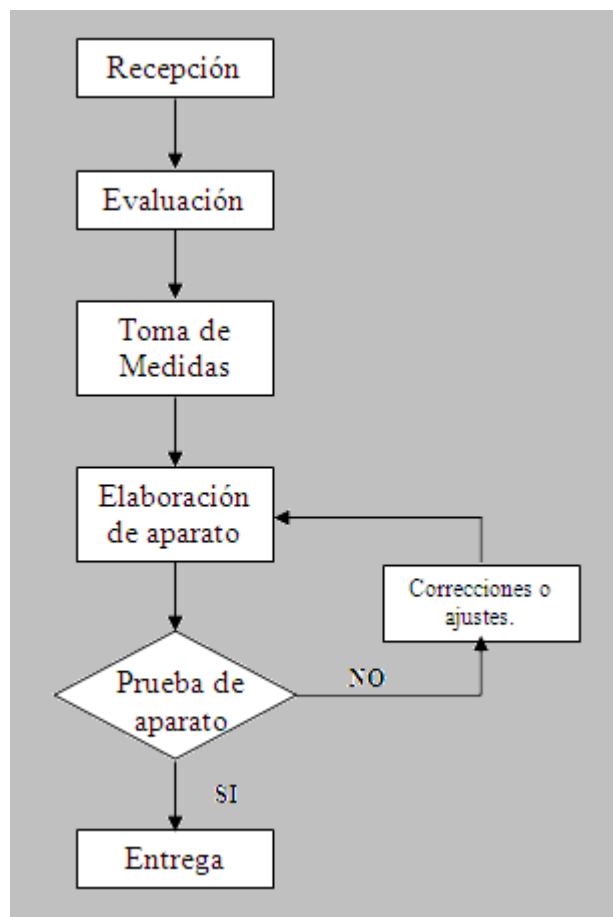 Recepción
Evaluación
Toma de
Medidas
Elaboración
de aparato
Correcciones o
ajustes.
Prueba de
aparato
NO
SI
Entrega